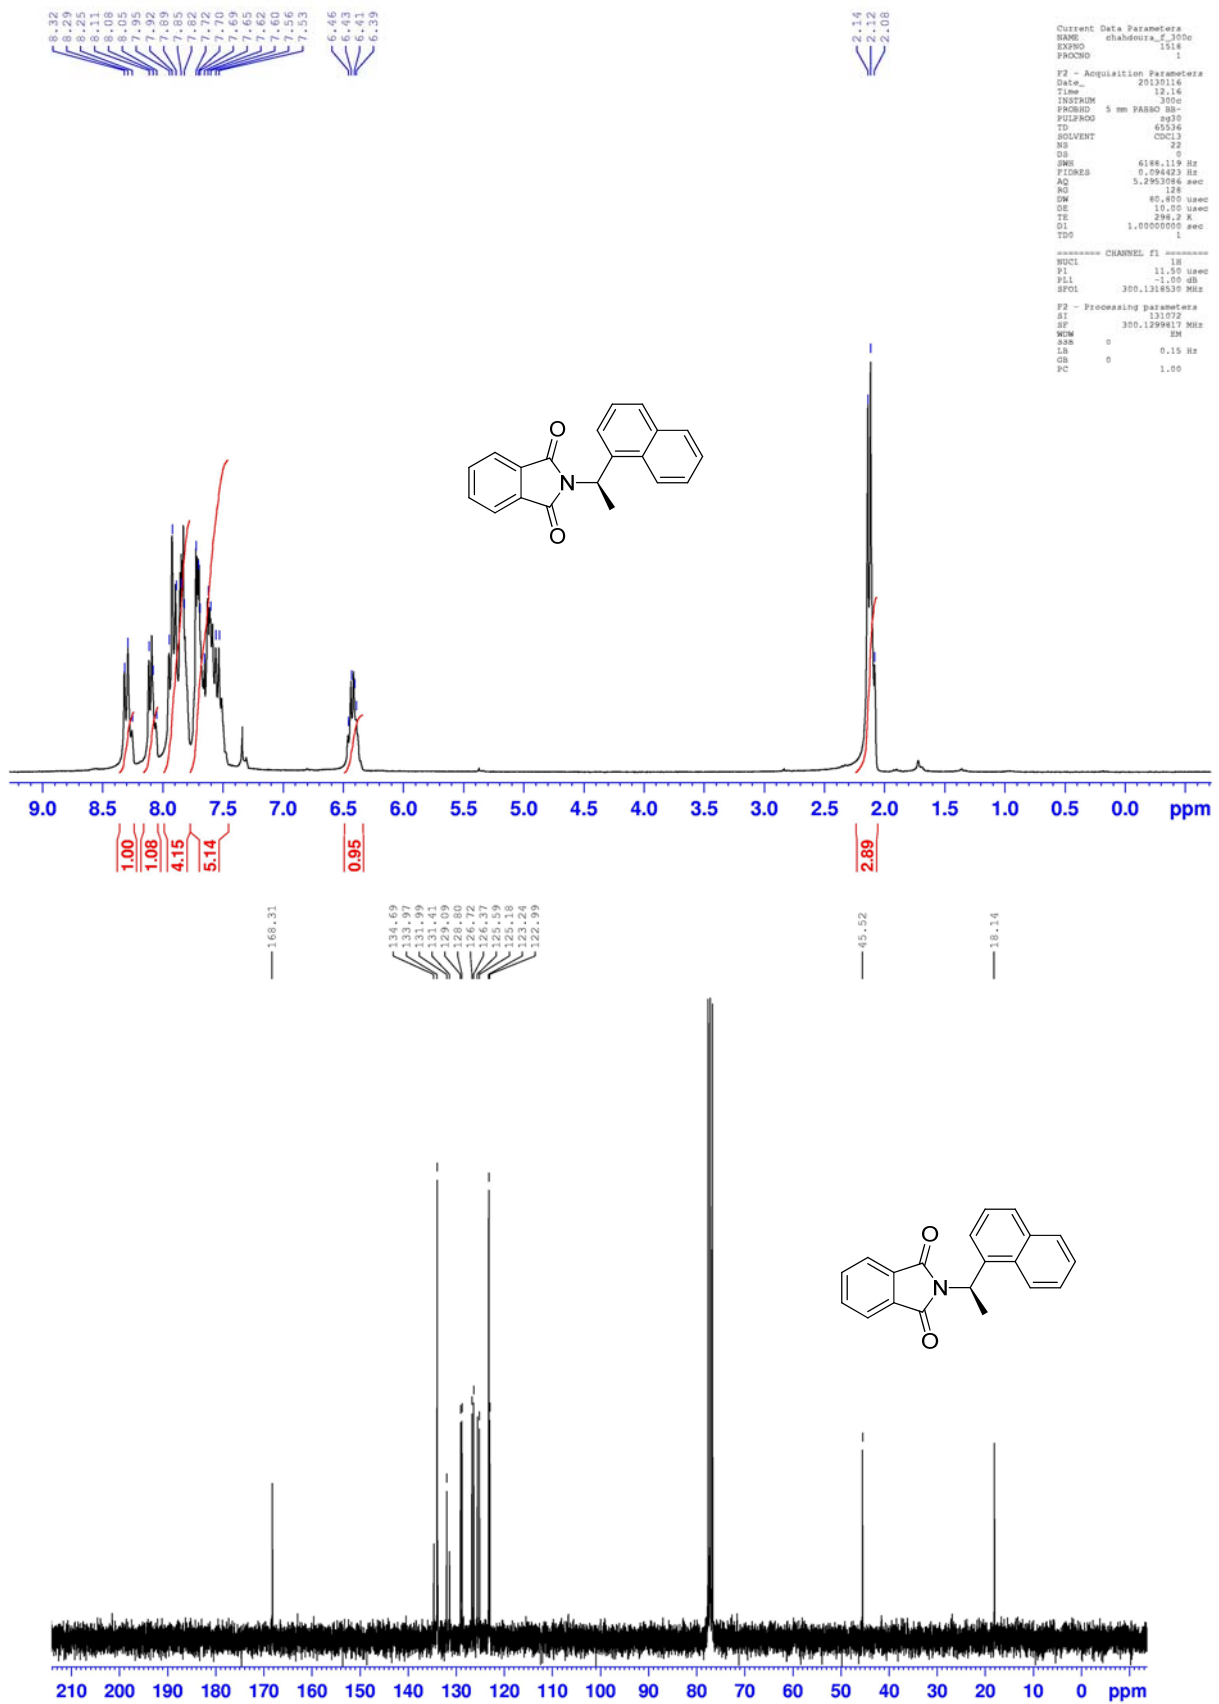 8.32
8.29
8.25
8.11
8.08
8.05
7.95
7.92
7.89
7.85
7.82
7.72
7.70
7.69
7.65
7.62
7.60
7.56
7.53
6.46
6.43
6.41
6.39
2.14
2.12
2.08
Current Data Parameters
NAME chahdoura_f_300c
EXPNO 1518
PROCNO 1
F2 - Acquisition Parameters
Date_ 20130116
Time 12.16
INSTRUM 300c
PROBHD 5 mm PABBO BB-
PULPROG zg30
TD 65536
SOLVENT CDCl3
NS 22
DS 0
SWH 6188.119 Hz
FIDRES 0.094423 Hz
AQ 5.2953086 sec
RG 128
DW 80.800 usec
DE 10.00 usec
TE 298.2 K
D1 1.00000000 sec
TD0 1
======== CHANNEL f1 ========
NUC1 1H
P1 11.50 usec
PL1 -1.00 dB
SFO1 300.1318530 MHz
F2 - Processing parameters
SI 131072
SF 300.1299817 MHz
WDW EM
SSB 0
LB 0.15 Hz
GB 0
PC 1.00
O
N
O
9.0 8.5 8.0 7.5 7.0 6.5 6.0 5.5 5.0 4.5 4.0 3.5 3.0 2.5 2.0 1.5 1.0 0.5 0.0 ppm
1.00
1.08
4.15
5.14
0.95
2.89
168.31
134.69
133.97
131.99
131.41
129.09
128.80
126.72
126.37
125.59
125.18
123.24
122.99
45.52
18.14
O
N
O
210 200 190 180 170 160 150 140 130 120 110 100 90 80 70 60 50 40 30 20 10 0 ppm